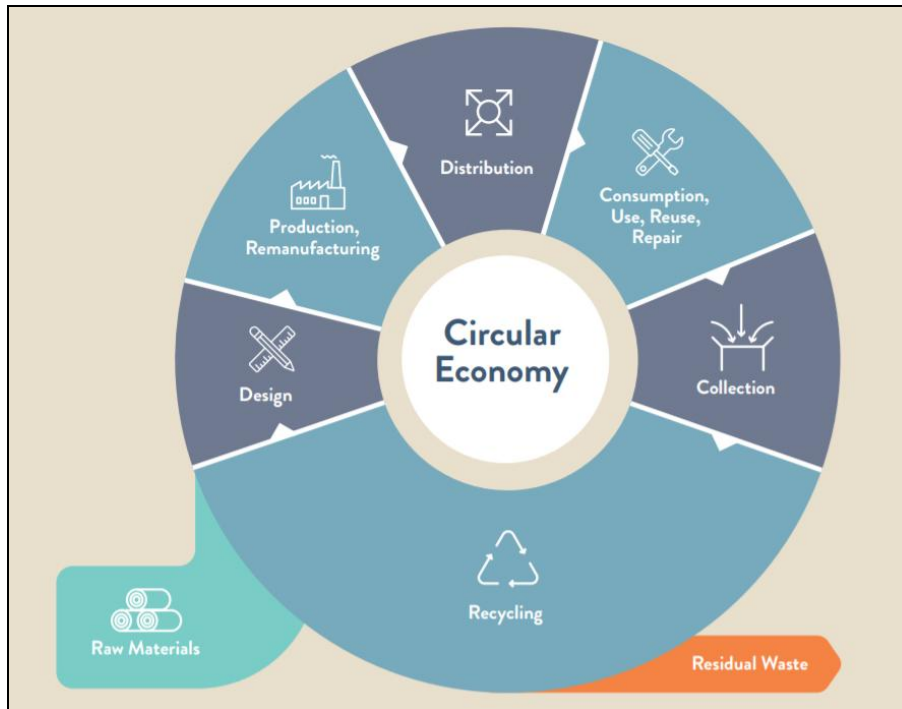 Distribution
Consumption,
Use, Reuse,
Repair
Production,
Remanufacturing
Circular
Economy
Design
Collection
Recycling
Raw Materials
Residual Waste